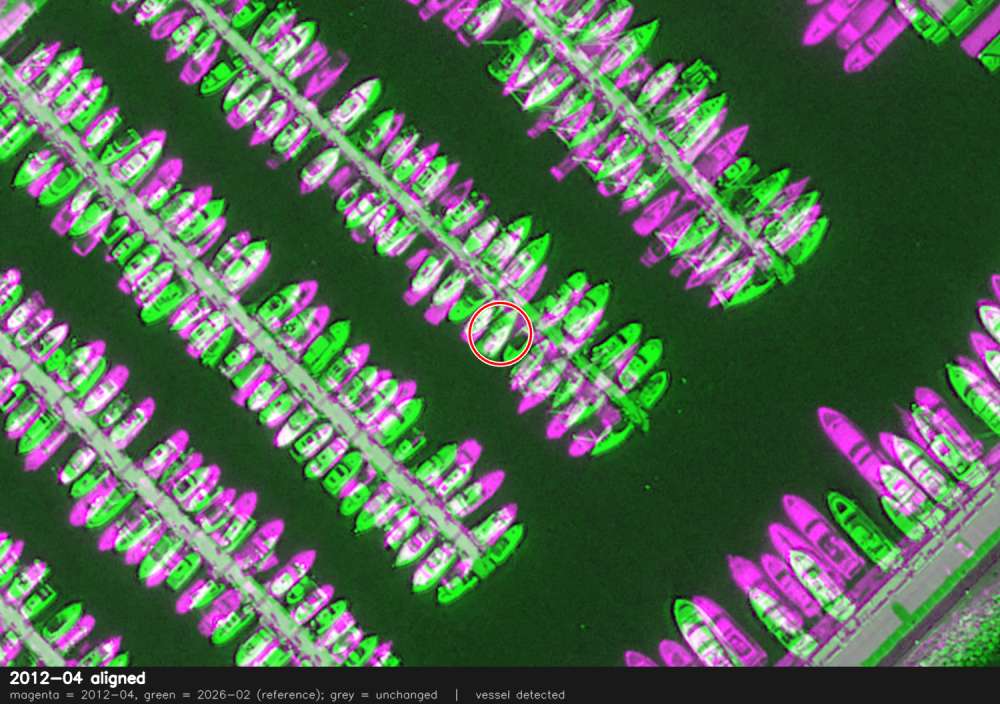 2012-04 aligned
magenta = 2012-04, green = 2026-02 (reference); grey = unchanged | vessel detected